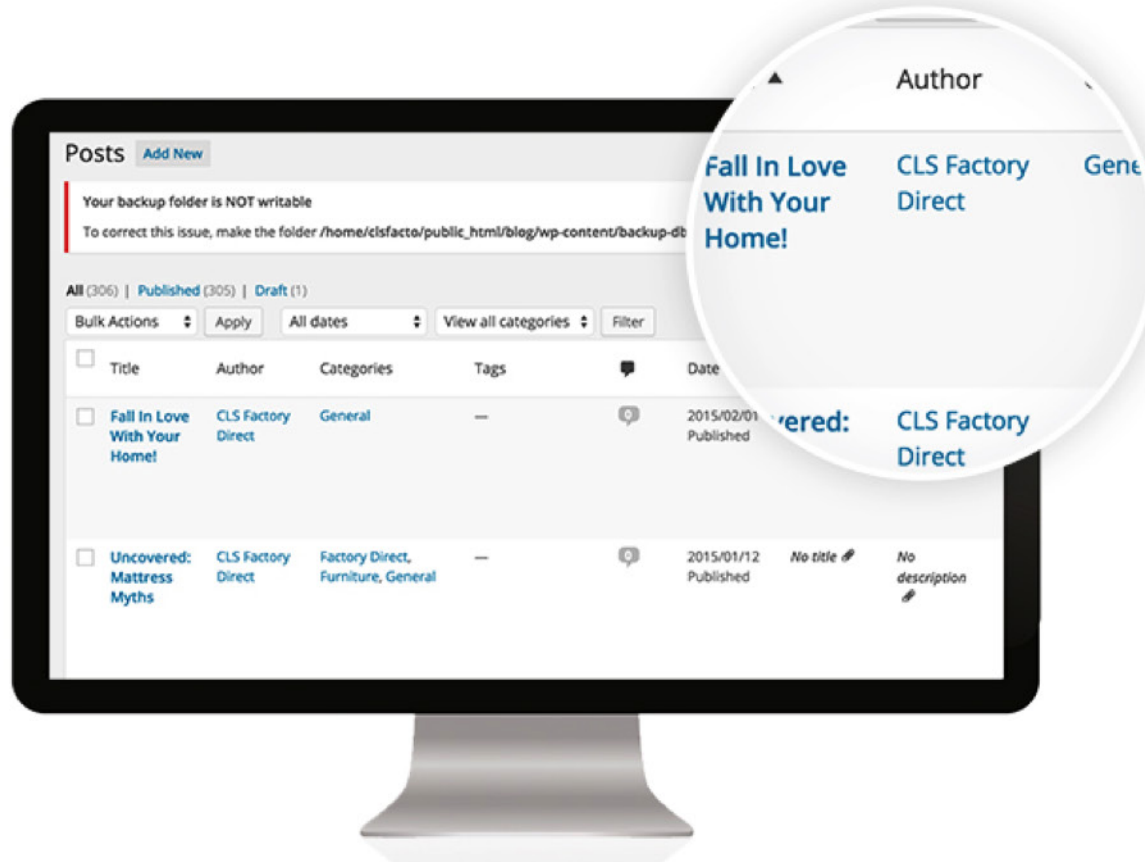 Posts Add New
Your backup folder is NOT writable
To correct this issue, make the folder /home/clsfacto/public_html/blog/wp-content/backup-db
All (306) | Published (305) | Draft (1)
Bulk Actions Apply All dates View all categories Filter
Title Author Categories Tags Date
Fall In Love CLS Factory General — 0 2015/02/01
With Your Direct Published
Home!
Uncovered: CLS Factory Factory Direct, — 0 2015/01/12 No title No
Mattress Direct Furniture, General Published description
Myths
Author
Fall In Love CLS Factory Gene
With Your Direct
Home!
vered: CLS Factory
Direct